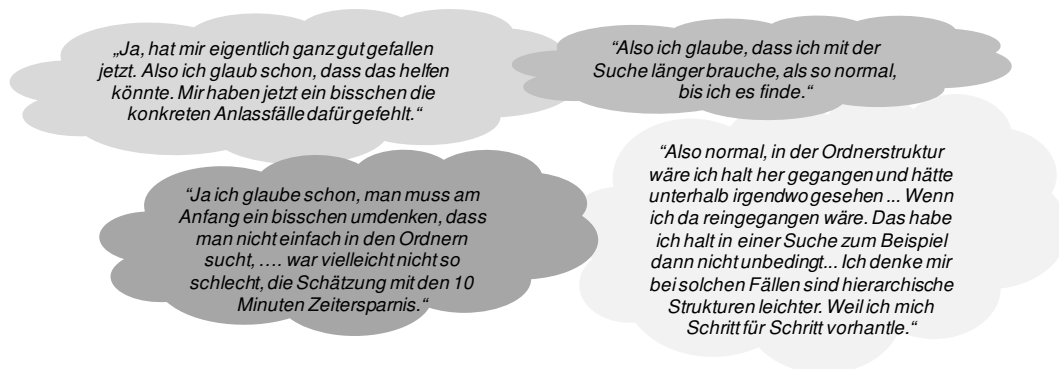 „Ja, hat mir eigentlich ganz gut gefallen
jetzt. Also ich glaub schon, dass das helfen
könnte. Mir haben jetzt ein bisschen die
konkreten Anlassfälle dafür gefehlt.“
“Also ich glaube, dass ich mit der
Suche länger brauche, als so normal,
bis ich es finde.“
“Ja ich glaube schon, man muss am
Anfang ein bisschen umdenken, dass
man nicht einfach in den Ordnern
sucht, …. war vielleicht nicht so
schlecht, die Schätzung mit den 10
Minuten Zeitersparnis.“
“Also normal, in der Ordnerstruktur
wäre ich halt her gegangen und hätte
unterhalb irgendwo gesehen ... Wenn
ich da reingegangen wäre. Das habe
ich halt in einer Suche zum Beispiel
dann nicht unbedingt... Ich denke mir
bei solchen Fällen sind hierarchische
Strukturen leichter. Weil ich mich
Schritt für Schritt vorhantle.“